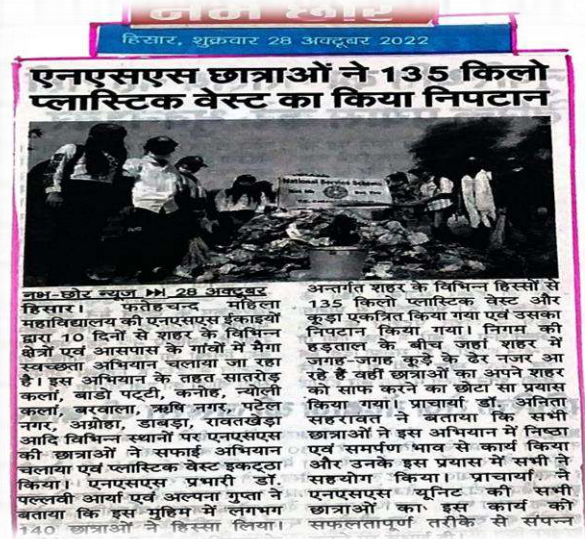 नभ छोर
हिसार, शुक्रवार 28 अक्टूबर 2022
एनएसएस छात्राओं ने 135 किलो
प्लास्टिक वेस्ट का किया निपटान
National Service Scheme
नभ-छोर न्यूज ▶▶ 28 अक्टूबर
हिसार। फतेहचन्द महिला
महाविद्यालय की एनएसएस ईकाइयों
द्वारा 10 दिनों से शहर के विभिन्न
क्षेत्रों एवं आसपास के गांवों में मैगा
स्वच्छता अभियान चलाया जा रहा
है। इस अभियान के तहत सातरोड़
कलां, बाडो पट्टी, कनोह, न्योली
कलां, बरवाला, ऋषि नगर, पटेल
नगर, अग्रोहा, डाबड़ा, रावतखेड़ा
आदि विभिन्न स्थानों पर एनएसएस
की छात्राओं ने सफाई अभियान
चलाया एवं प्लास्टिक वेस्ट इकट्ठा
किया। एनएसएस प्रभारी डॉ.
पल्लवी आर्या एवं अल्पना गुप्ता ने
बताया कि इस मुहिम में लगभग
140 छात्राओं ने हिस्सा लिया।
अन्तर्गत शहर के विभिन्न हिस्सों से
135 किलो प्लास्टिक वेस्ट और
कूड़ा एकत्रित किया गया एवं उसका
निपटान किया गया। निगम की
हड़ताल के बीच जहां शहर में
जगह-जगह कूड़े के ढेर नजर आ
रहे हैं वहीं छात्राओं का अपने शहर
को साफ करने का छोटा सा प्रयास
किया गया। प्राचार्या डॉ. अनिता
सहरावत ने बताया कि सभी
छात्राओं ने इस अभियान में निष्ठा
एवं समर्पण भाव से कार्य किया
और उनके इस प्रयास में सभी ने
सहयोग किया। प्राचार्या ने
एनएसएस यूनिट की सभी
छात्राओं का इस कार्य को
सफलतापूर्ण तरीके से संपन्न